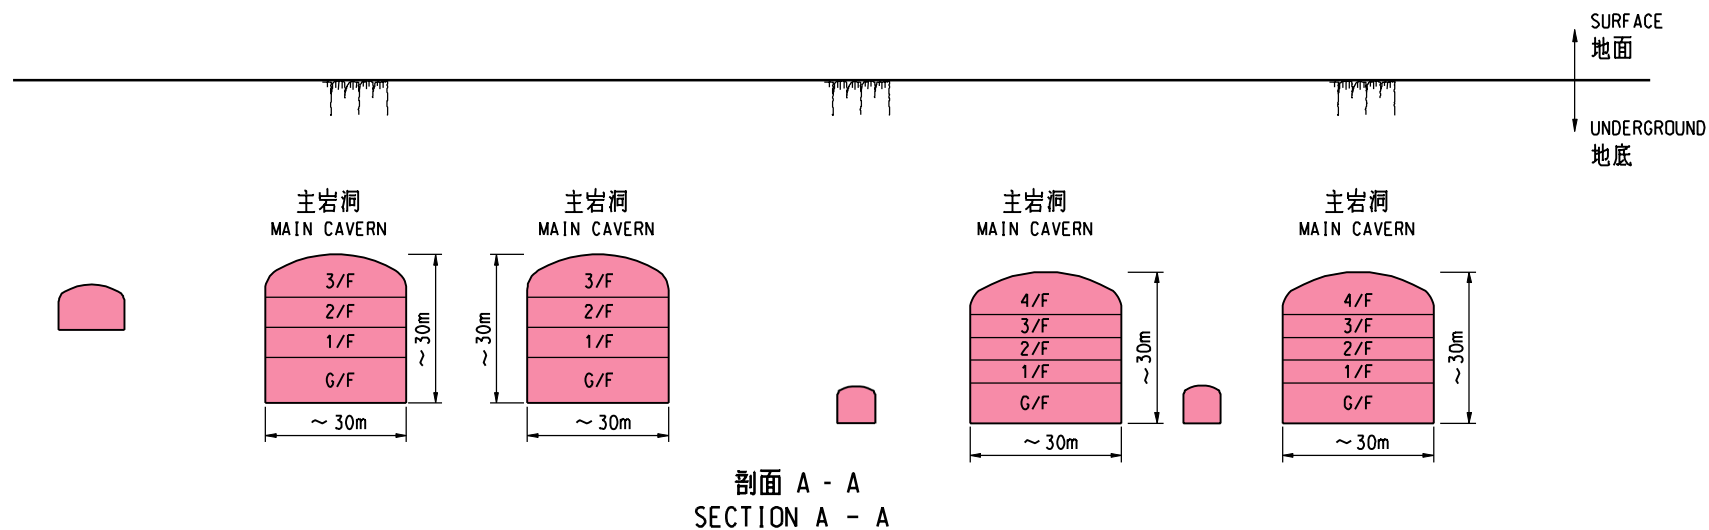 SURFACE
地面
UNDERGROUND
地底
主岩洞
MAIN CAVERN
3/F
2/F
1/F
G/F
~ 30m
~ 30m
主岩洞
MAIN CAVERN
3/F
2/F
1/F
G/F
~ 30m
~ 30m
主岩洞
MAIN CAVERN
4/F
3/F
2/F
1/F
G/F
~ 30m
~ 30m
主岩洞
MAIN CAVERN
4/F
3/F
2/F
1/F
G/F
~ 30m
~ 30m
剖面 A - A
SECTION A - A